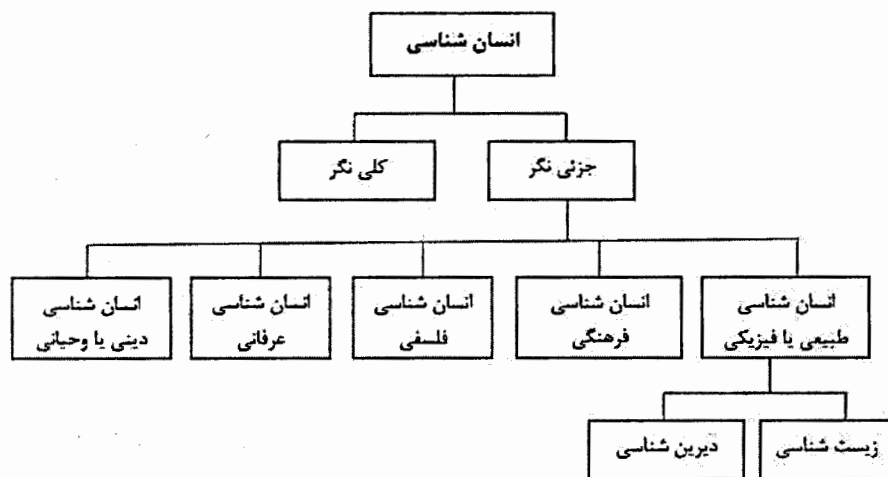 انسان شناسی
جزئی نگر
کلی نگر
انسان شناسی
طبیعی یا فیزیکی
انسان شناسی
فرهنگی
انسان شناسی
فلسفی
انسان شناسی
عرفانی
انسان شناسی
دینی یا وحیانی
زیست شناسی
دیرین شناسی